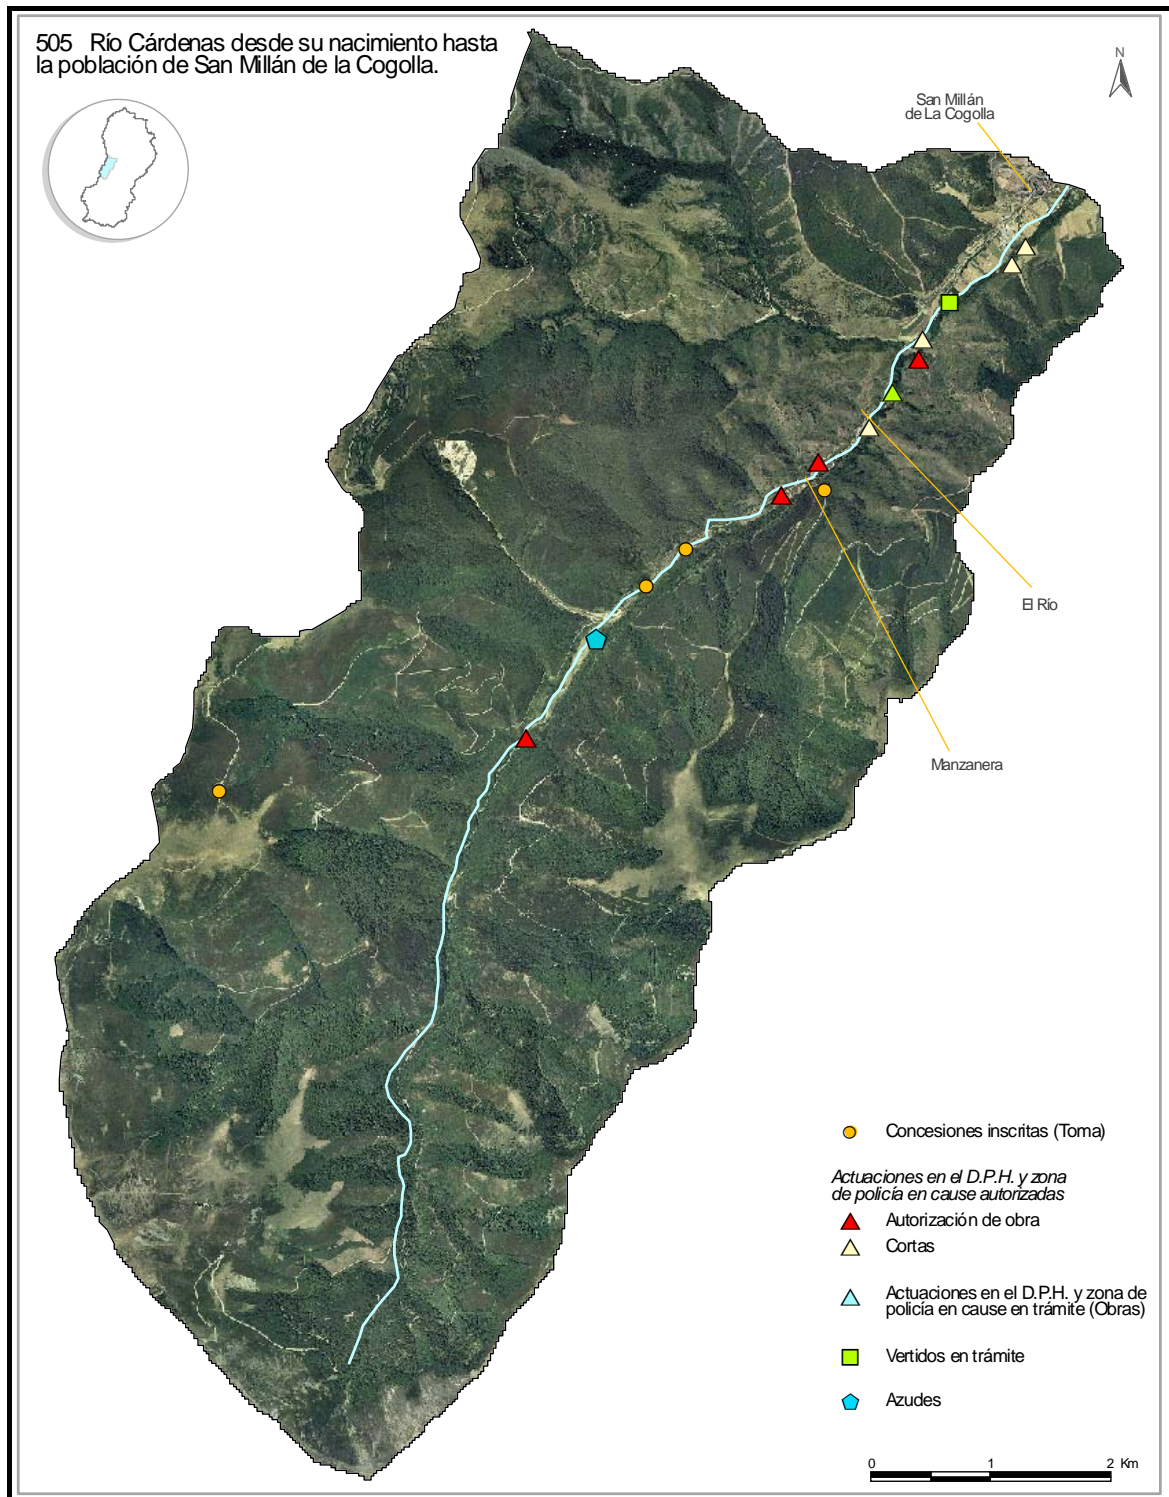 505 Río Cárdenas desde su nacimiento hasta
la población de San Millán de la Cogolla.
N
San Millán
de La Cogolla
El Río
Manzanera
Concesiones inscritas (Toma)
Actuaciones en el D.P.H. y zona
de policía en cause autorizadas
Autorización de obra
Cortas
Actuaciones en el D.P.H. y zona de
policía en cause en trámite (Obras)
Vertidos en trámite
Azudes
0 1 2 Km